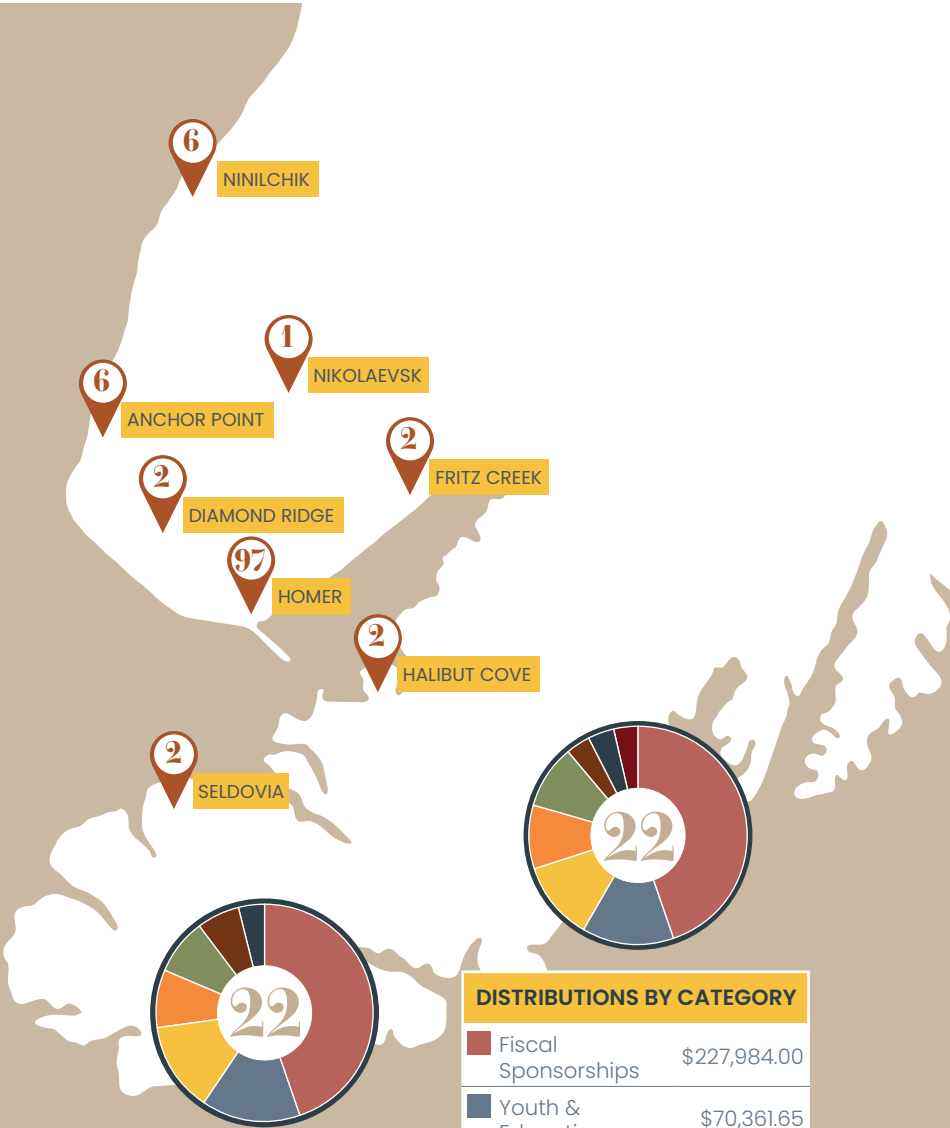 6
NINILCHIK
1
NIKOLAEVSK
6
ANCHOR POINT
2
FRITZ CREEK
2
DIAMOND RIDGE
97
HOMER
2
HALIBUT COVE
2
SELDOVIA
22
22
DISTRIBUTIONS BY CATEGORY
Fiscal
Sponsorships
$227,984.00
Youth &
$70,361.65